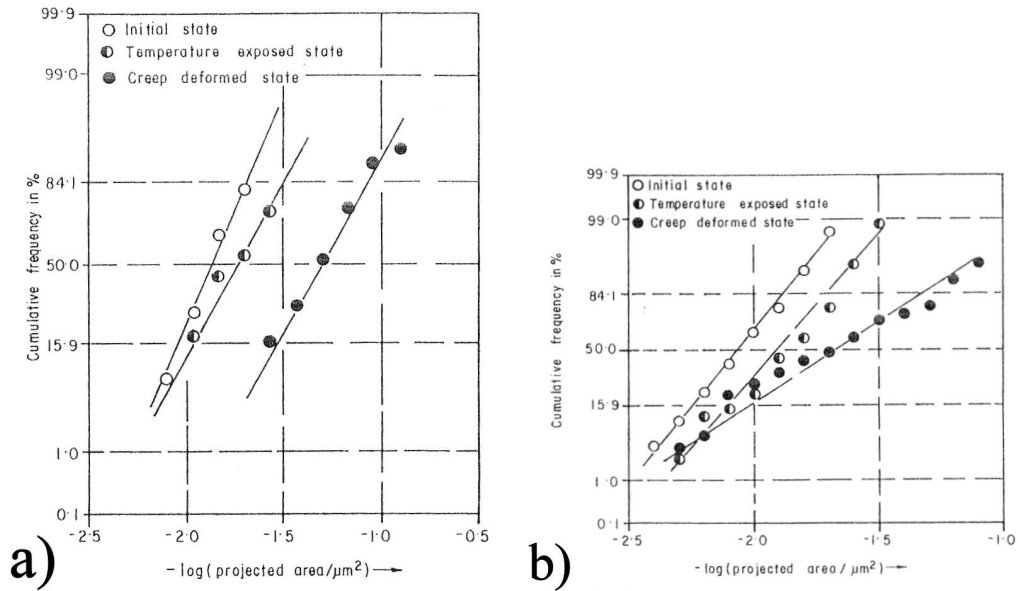 99.9
Initial state
Temperature exposed state
99.0
Creep deformed state
84.1
50.0
15.9
1.0
0.1
Cumulative frequency in %
-2.5 -2.0 -1.5 -1.0 -0.5
-log(projected area/μm²)
a)
99.9
Initial state
Temperature exposed state
99.0
Creep deformed state
84.1
50.0
15.9
1.0
0.1
Cumulative frequency in %
-2.5 -2.0 -1.5 -1.0
-log(projected area / μm²)
b)